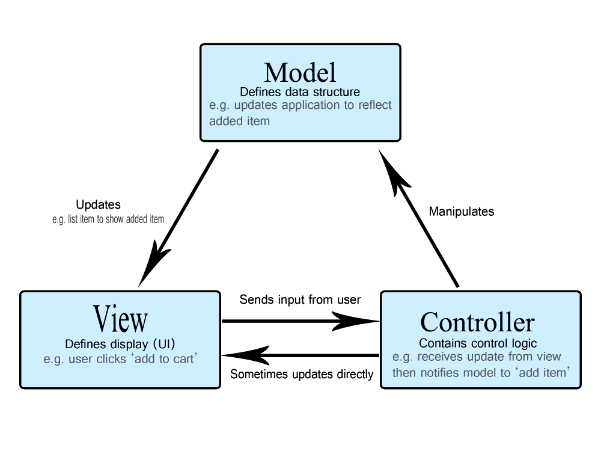 Model
Defines data structure
e.g. updates application to reflect
added item
Updates
e.g. list item to show added item
Manipulates
View
Defines display (UI)
e.g. user clicks ‘add to cart’
Sends input from user
Sometimes updates directly
Controller
Contains control logic
e.g. receives update from view
then notifies model to ‘add item’